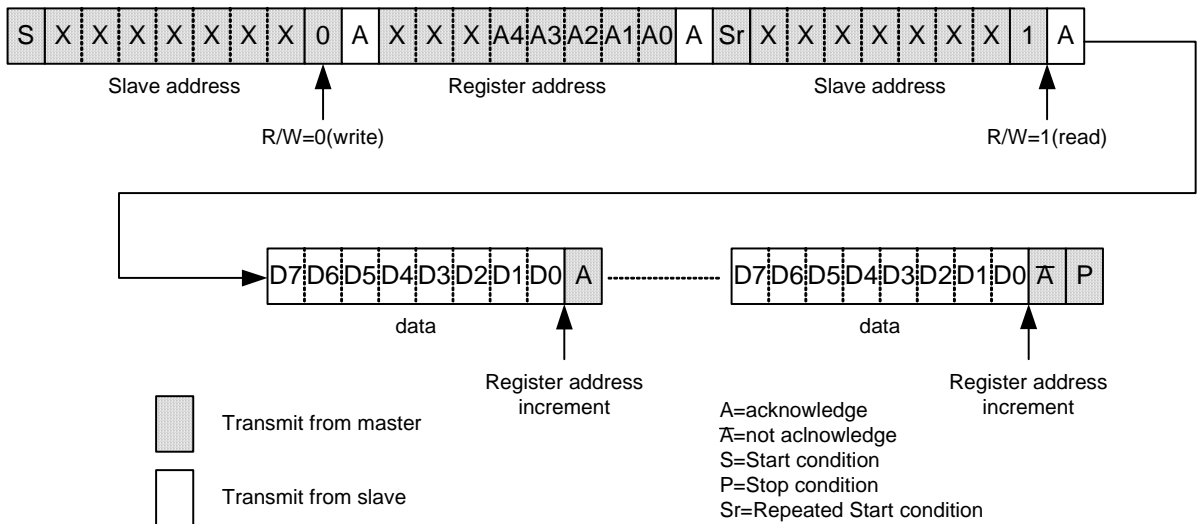 S X X X X X X X 0 A X X X A4 A3 A2 A1 A0 A Sr X X X X X X X 1 A
Slave address Register address Slave address
R/W=0(write) R/W=1(read)
D7 D6 D5 D4 D3 D2 D1 D0 A D7 D6 D5 D4 D3 D2 D1 D0 A̅ P
data data
Register address Register address
increment increment
Transmit from master
Transmit from slave
A=acknowledge
A̅=not aclnowledge
S=Start condition
P=Stop condition
Sr=Repeated Start condition